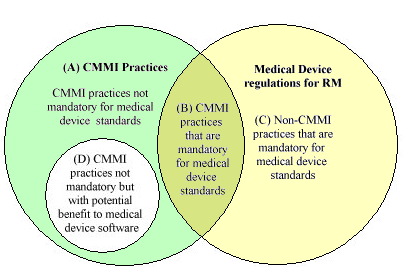 (A) CMMI Practices
CMMI practices not
mandatory for medical
device standards
(D) CMMI
practices not
mandatory but
with potential
benefit to medical
device software
(B) CMMI
practices
that are
mandatory
for medical
device
standards
Medical Device
regulations for RM
(C) Non-CMMI
practices that are
mandatory for
medical device
standards